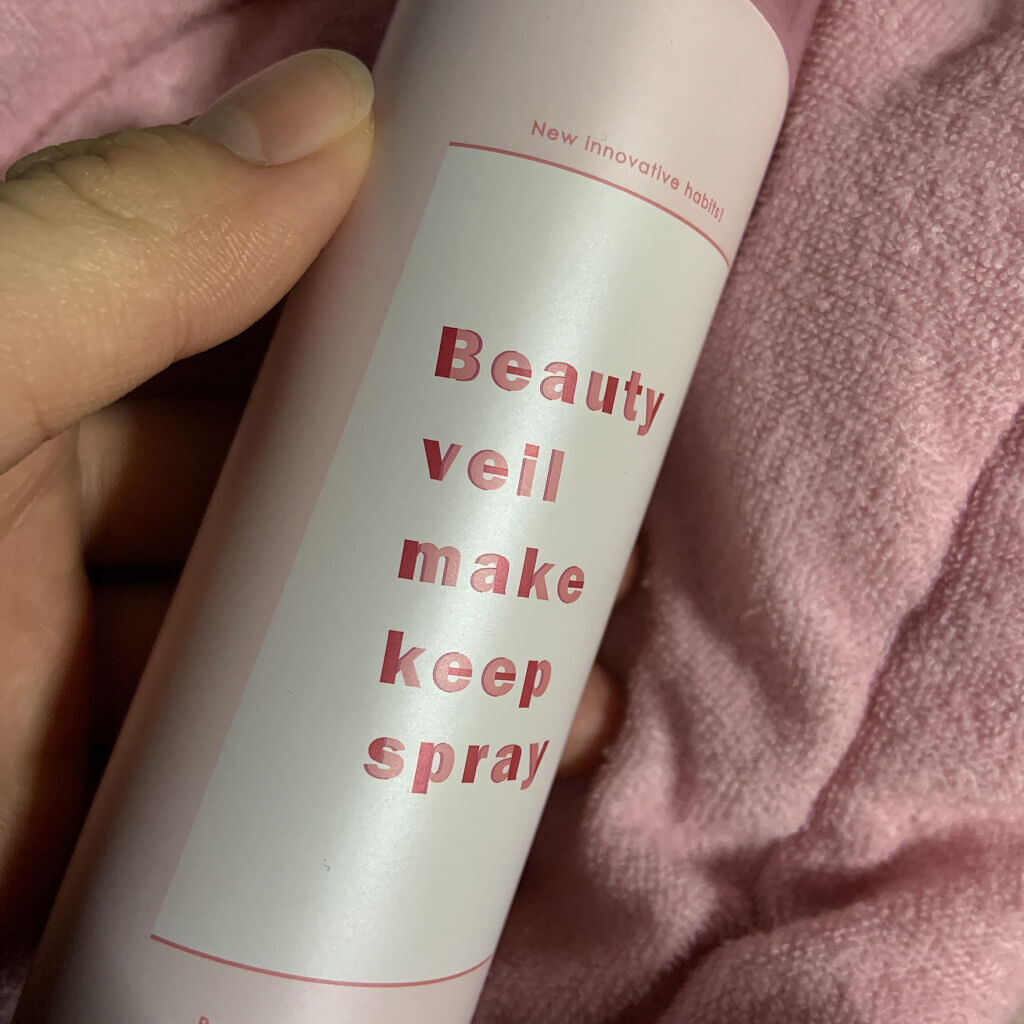 New innovative habits!
Beauty
veil
make
keep
spray